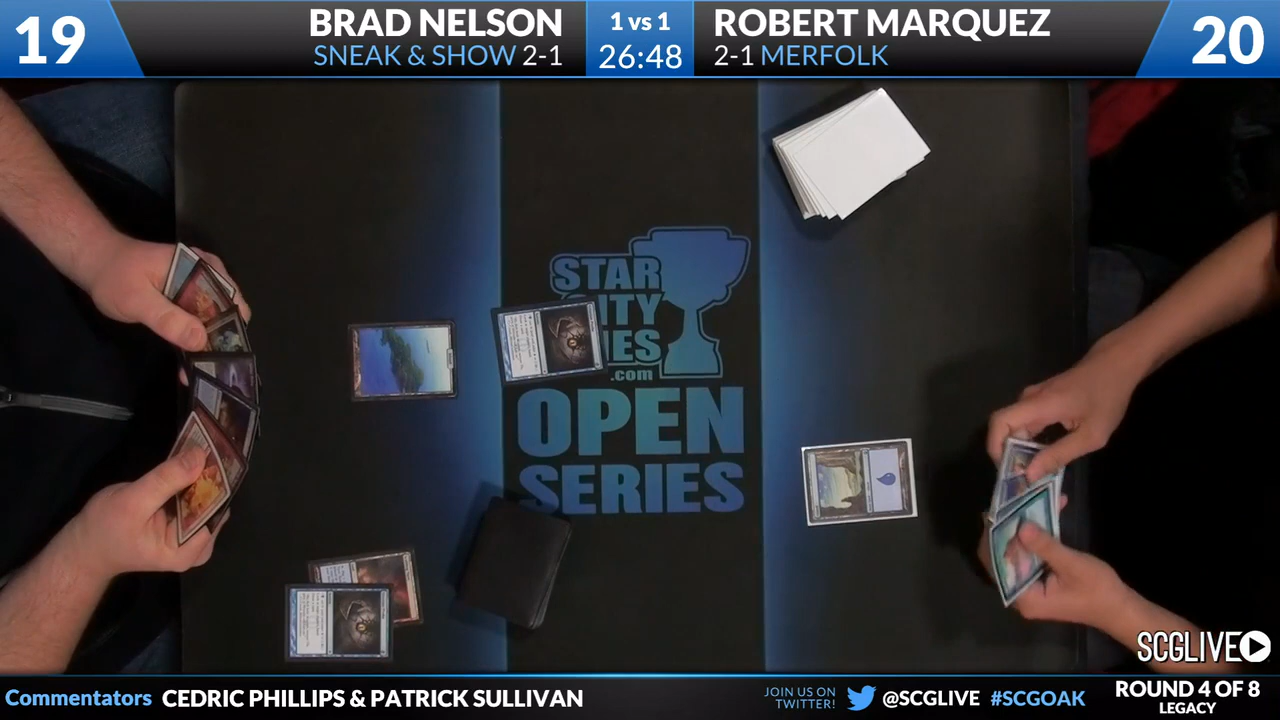 19
BRAD NELSON
SNEAK & SHOW 2-1
1 vs 1
26:48
ROBERT MARQUEZ
2-1 MERFOLK
20
STAR
CITY
.com
OPEN
SERIES
SCGLIVE
Commentators CEDRIC PHILLIPS & PATRICK SULLIVAN
JOIN US ON
TWITTER!
@SCGLIVE #SCGOAK
ROUND 4 OF 8
LEGACY